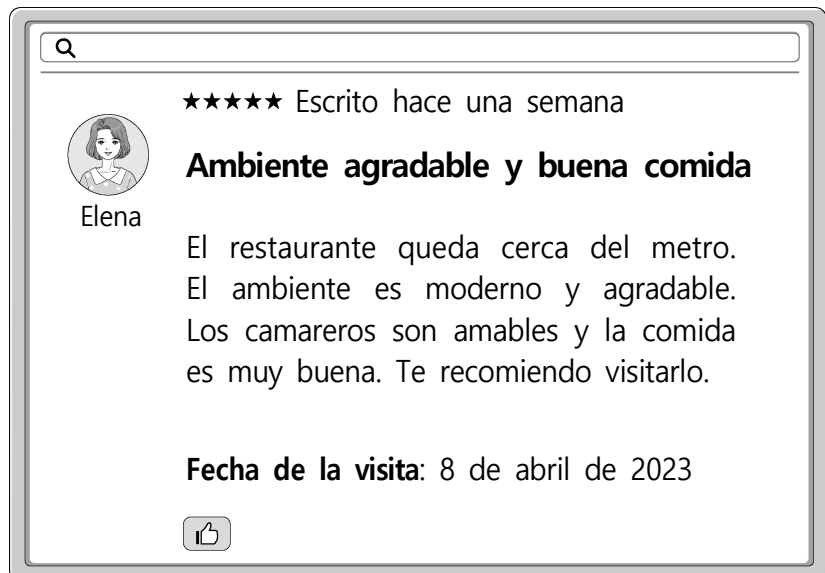 ★★★★★ Escrito hace una semana
Ambiente agradable y buena comida
Elena
El restaurante queda cerca del metro.
El ambiente es moderno y agradable.
Los camareros son amables y la comida
es muy buena. Te recomiendo visitarlo.
Fecha de la visita: 8 de abril de 2023